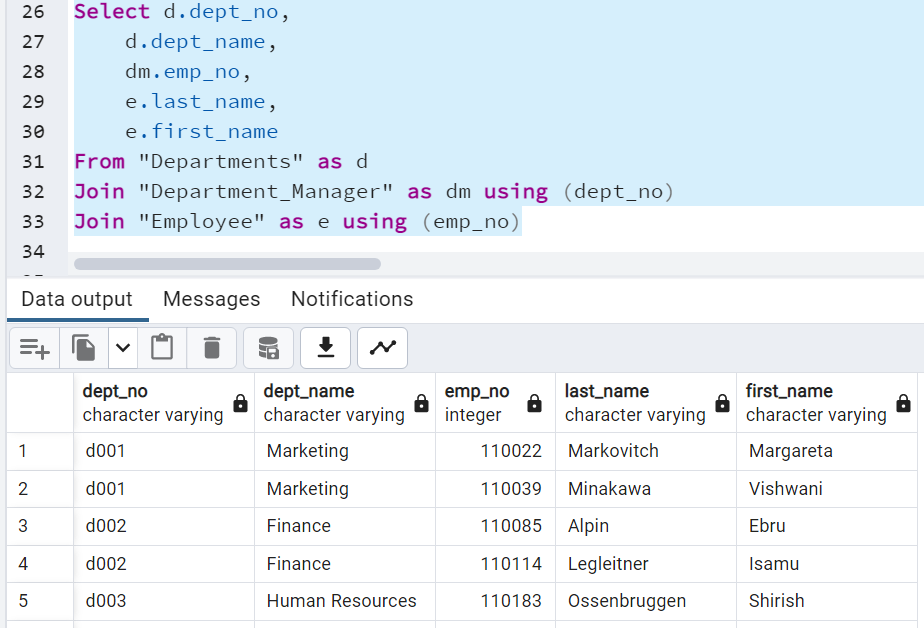 26 Select d.dept_no,
27 d.dept_name,
28 dm.emp_no,
29 e.last_name,
30 e.first_name
31 From "Departments" as d
32 Join "Department_Manager" as dm using (dept_no)
33 Join "Employee" as e using (emp_no)
34
Data output Messages Notifications
dept_no dept_name emp_no last_name first_name
character varying character varying integer character varying character varying
1 d001 Marketing 110022 Markovitch Margareta
2 d001 Marketing 110039 Minakawa Vishwani
3 d002 Finance 110085 Alpin Ebru
4 d002 Finance 110114 Legleitner Isamu
5 d003 Human Resources 110183 Ossenbruggen Shirish